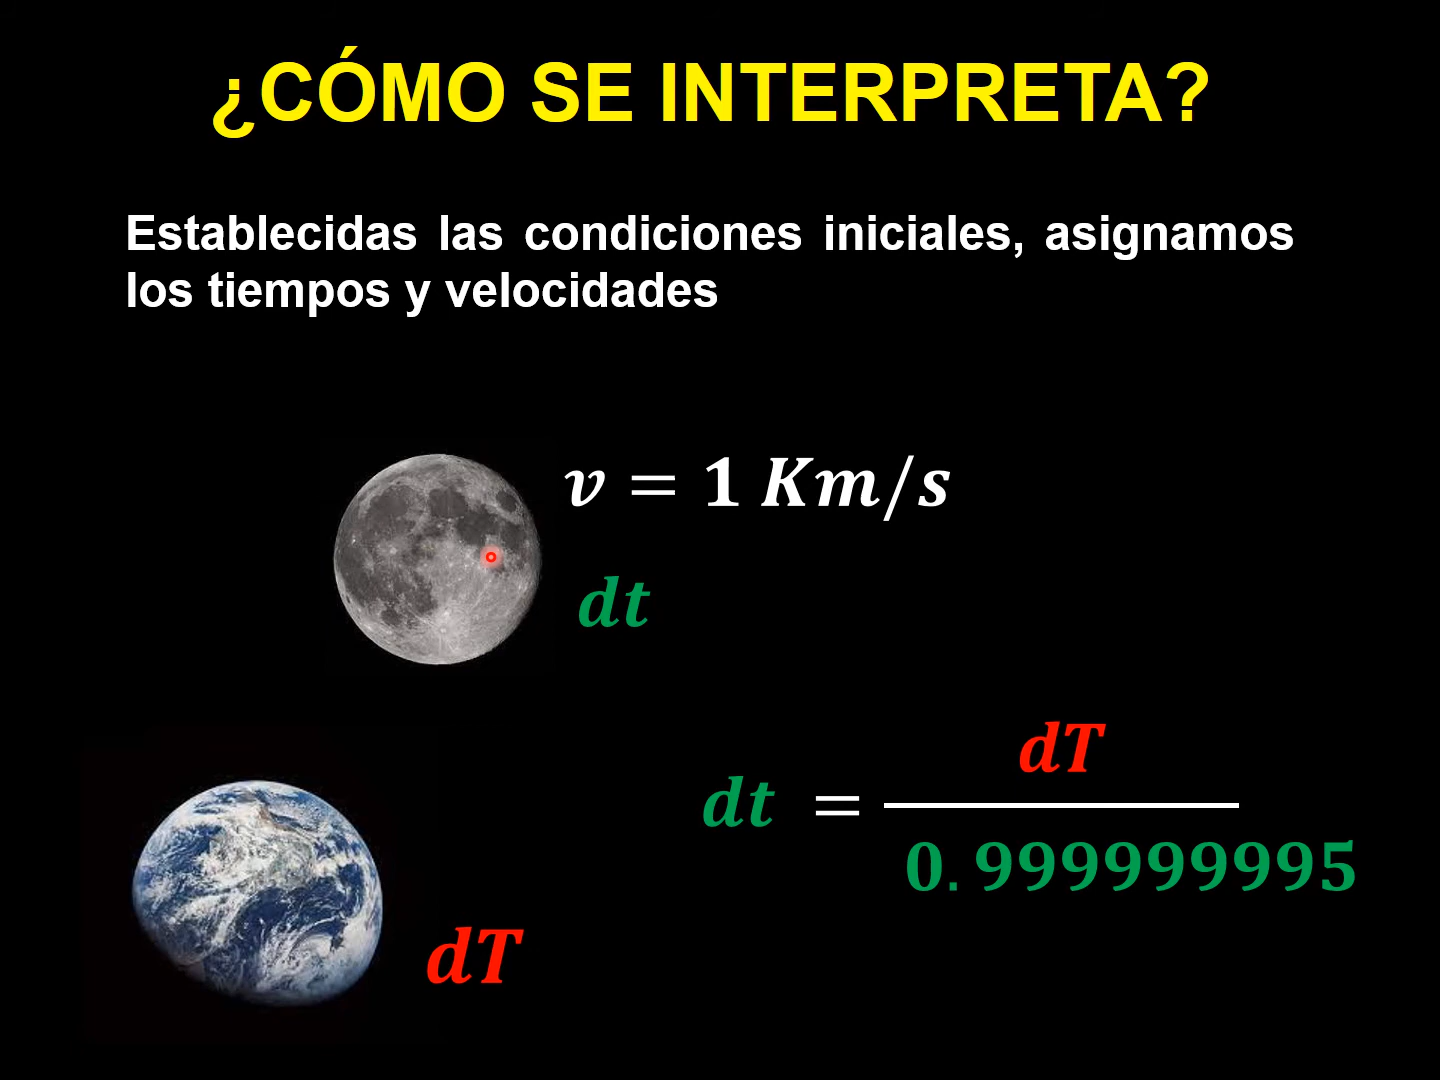 ¿CÓMO SE INTERPRETA?
Establecidas las condiciones iniciales, asignamos
los tiempos y velocidades
v = 1 Km/s
dt
dT
dt = 
0.999999995
dT